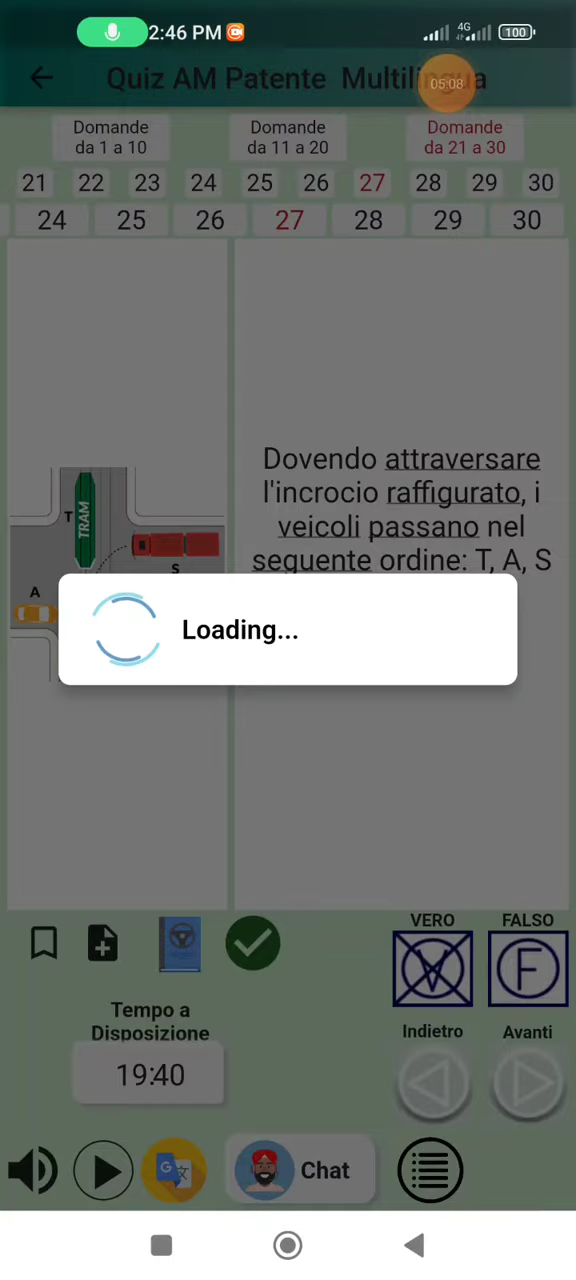 2:46 PM
4G
100
Quiz AM Patente Multilingua
05:08
Domande
da 1 a 10
Domande
da 11 a 20
Domande
da 21 a 30
21 22 23 24 25 26 27 28 29 30
24 25 26 27 28 29 30
T
TRAM
S
A
Dovendo attraversare
l'incrocio raffigurato, i
veicoli passano nel
seguente ordine: T, A, S
Loading...
VERO FALSO
V F
Tempo a
Disposizione
19:40
Indietro Avanti
G 文
Chat